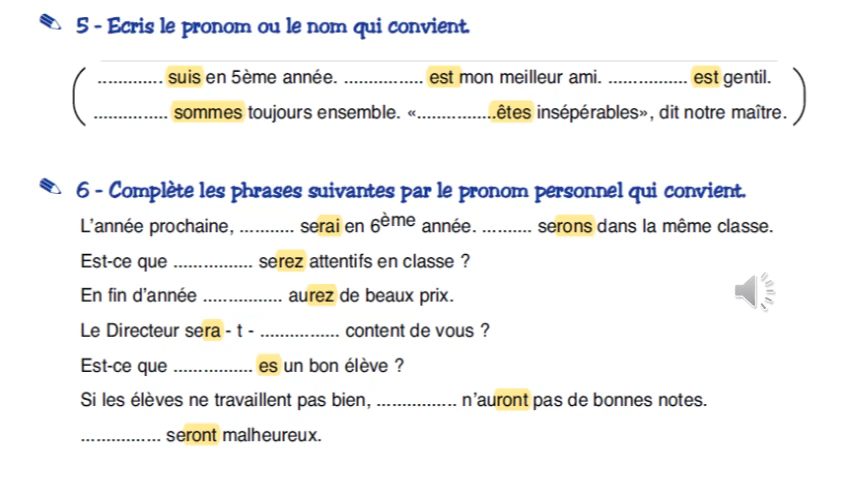 5 - Ecris le pronom ou le nom qui convient.
............. suis en 5ème année. ................ est mon meilleur ami. ................ est gentil.
............... sommes toujours ensemble. «................êtes insépérables», dit notre maître.
6 - Complète les phrases suivantes par le pronom personnel qui convient.
L'année prochaine, ........... serai en 6ème année. .......... serons dans la même classe.
Est-ce que ................ serez attentifs en classe ?
En fin d'année ................ aurez de beaux prix.
Le Directeur sera - t - ................ content de vous ?
Est-ce que ................ es un bon élève ?
Si les élèves ne travaillent pas bien, ................ n'auront pas de bonnes notes.
................ seront malheureux.